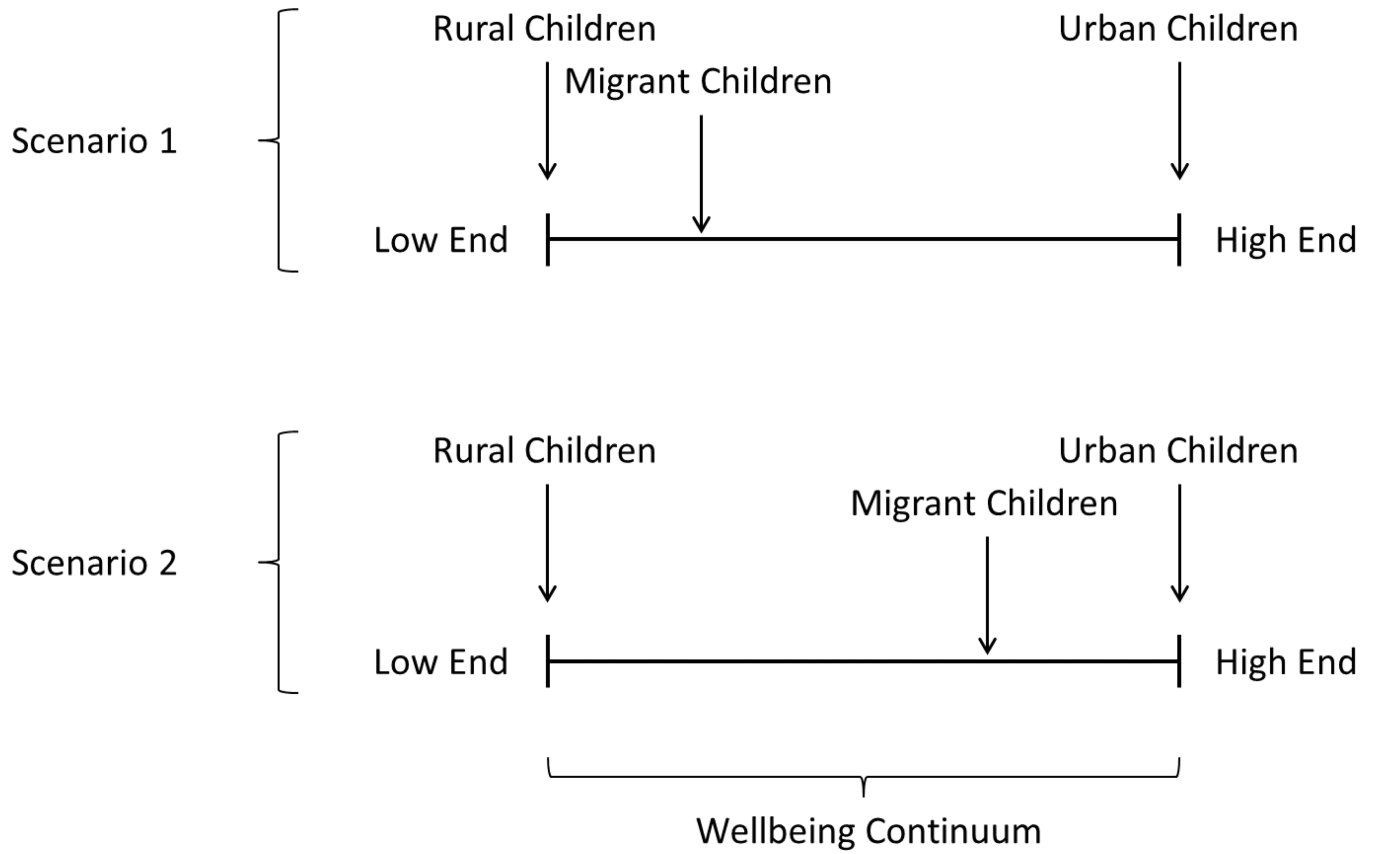 Rural Children
Urban Children
Migrant Children
Scenario 1
Low End
High End
Rural Children
Urban Children
Migrant Children
Scenario 2
Low End
High End
Wellbeing Continuum